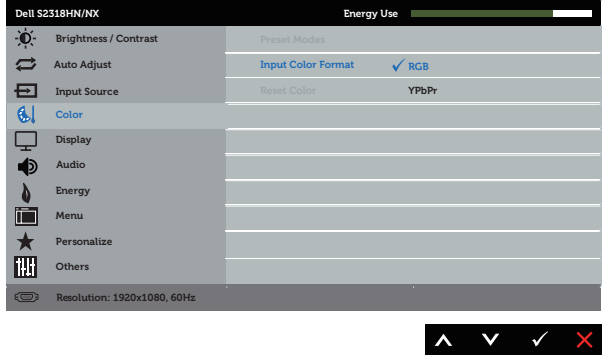 Dell S2318HN/NX Energy Use
Brightness / Contrast Preset Modes
Auto Adjust Input Color Format RGB
Input Source Reset Color YPbPr
Color
Display
Audio
Energy
Menu
Personalize
Others
Resolution: 1920x1080, 60Hz